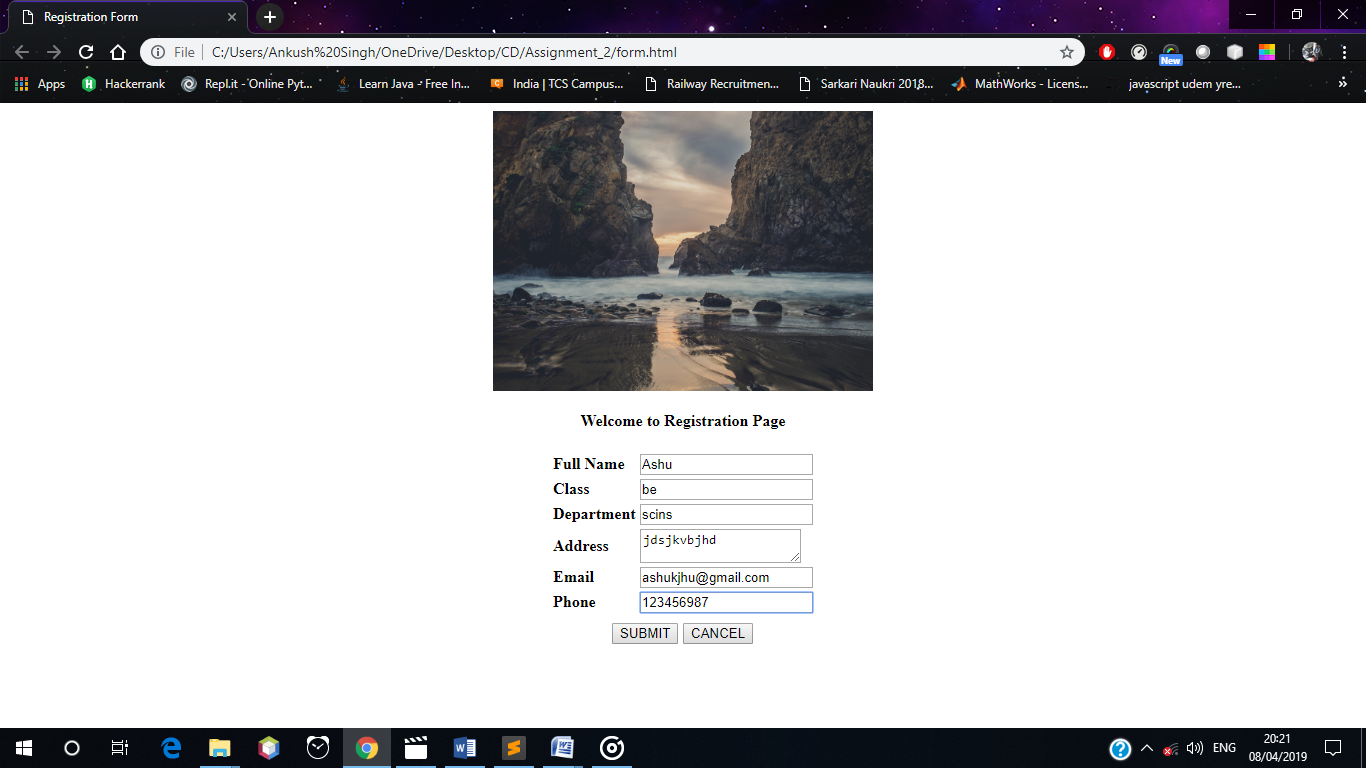 Registration Form
File C:/Users/Ankush%20Singh/OneDrive/Desktop/CD/Assignment_2/form.html
New
Apps Hackerrank Repl.it - Online Pyt... Learn Java - Free In... India | TCS Campus... Railway Recruitmen... Sarkari Naukri 2018... MathWorks - Licens... javascript udem yre... »
Welcome to Registration Page
Full Name Ashu
Class be
Department scins
Address jdsjkvbjhd
Email ashukjhu@gmail.com
Phone 123456987
SUBMIT CANCEL
ENG
20:21
08/04/2019